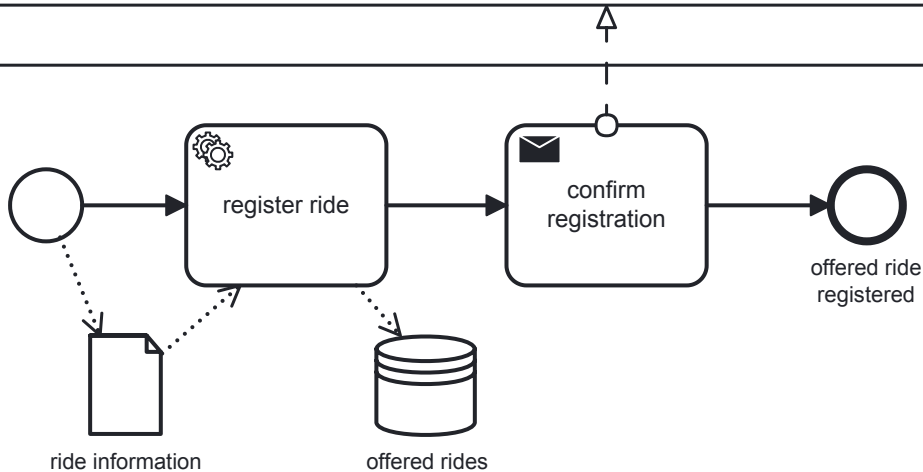 register ride
confirm
registration
offered ride
registered
ride information
offered rides